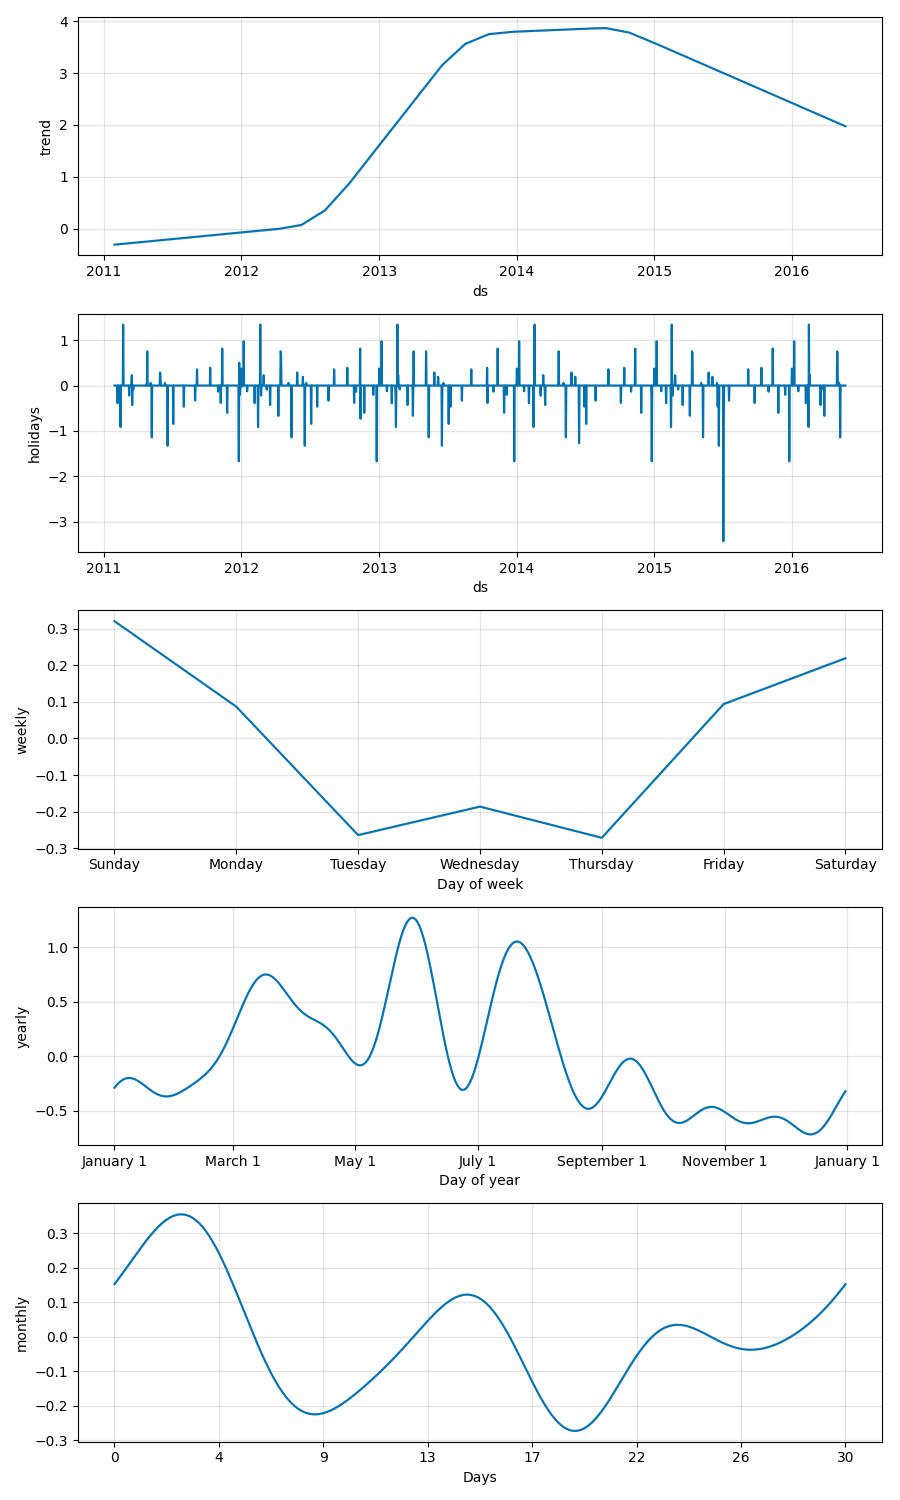 4
3
2
1
0
trend
2011 2012 2013 2014 2015 2016
ds
1
0
−1
−2
−3
holidays
2011 2012 2013 2014 2015 2016
ds
0.3
0.2
0.1
0.0
−0.1
−0.2
−0.3
weekly
Sunday Monday Tuesday Wednesday Thursday Friday Saturday
Day of week
1.0
0.5
0.0
−0.5
yearly
January 1 March 1 May 1 July 1 September 1 November 1 January 1
Day of year
0.3
0.2
0.1
0.0
−0.1
−0.2
−0.3
monthly
0 4 9 13 17 22 26 30
Days